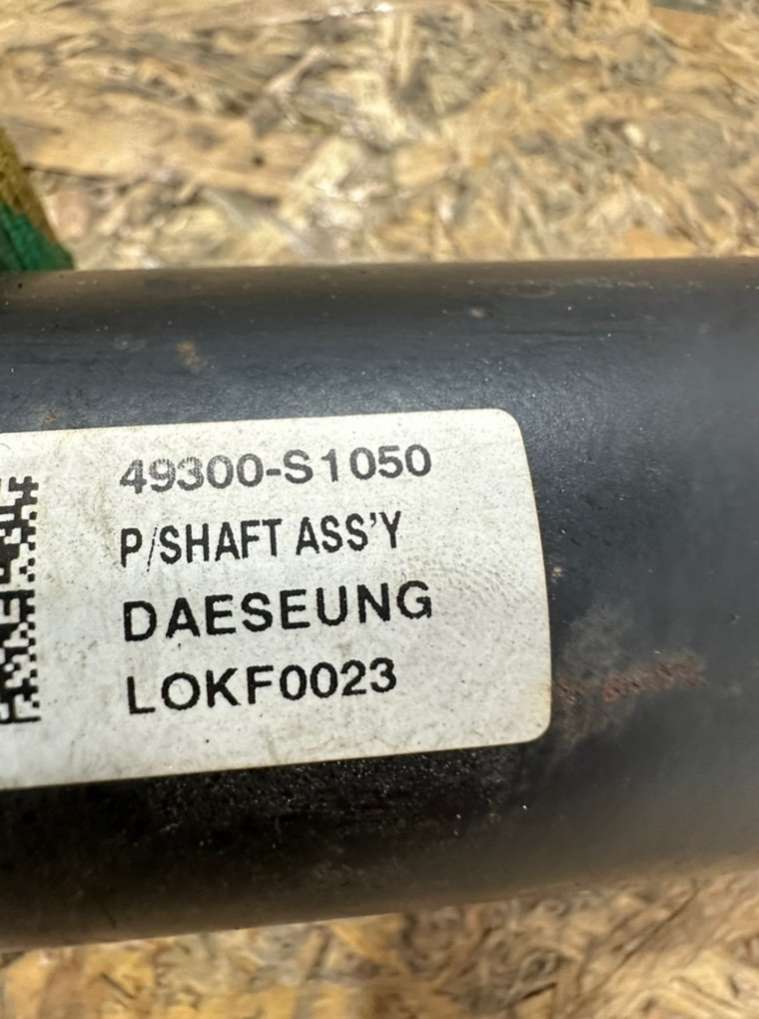 49300-S1050
P/SHAFT ASS'Y
DAESEUNG
LOKF0023